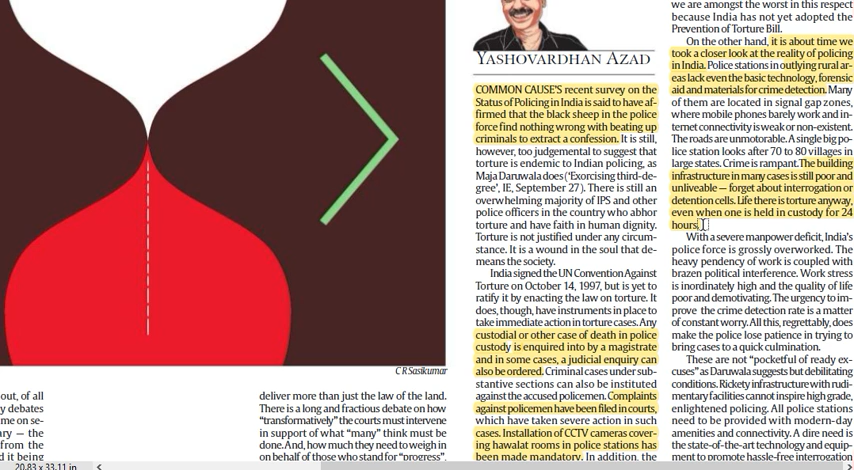 C R Sasikumar
out, of all
y debates
me on se-
ary — the
from the
d it being
deliver more than just the law of the land.
There is a long and fractious debate on how
“transformatively” the courts must intervene
in support of what “many” think must be
done. And, how much they need to weigh in
on behalf of those who stand for “progress”.
YASHOVARDHAN AZAD
COMMON CAUSE'S recent survey on the
Status of Policing in India is said to have af-
firmed that the black sheep in the police
force find nothing wrong with beating up
criminals to extract a confession. It is still,
however, too judgemental to suggest that
torture is endemic to Indian policing, as
Maja Daruwala does (‘Exorcising third-de-
gree’, IE, September 27). There is still an
overwhelming majority of IPS and other
police officers in the country who abhor
torture and have faith in human dignity.
Torture is not justified under any circum-
stance. It is a wound in the soul that de-
means the society.
India signed the UN Convention Against
Torture on October 14, 1997, but is yet to
ratify it by enacting the law on torture. It
does, though, have instruments in place to
take immediate action in torture cases. Any
custodial or other case of death in police
custody is enquired into by a magistrate
and in some cases, a judicial enquiry can
also be ordered. Criminal cases under sub-
stantive sections can also be instituted
against the accused policemen. Complaints
against policemen have been filed in courts,
which have taken severe action in such
cases. Installation of CCTV cameras cover-
ing hawalat rooms in police stations has
been made mandatory. In addition, the
we are amongst the worst in this respect
because India has not yet adopted the
Prevention of Torture Bill.
On the other hand, it is about time we
took a closer look at the reality of policing
in India. Police stations in outlying rural ar-
eas lack even the basic technology, forensic
aid and materials for crime detection. Many
of them are located in signal gap zones,
where mobile phones barely work and in-
ternet connectivity is weak or non-existent.
The roads are unmotorable. A single big po-
lice station looks after 70 to 80 villages in
large states. Crime is rampant. The building
infrastructure in many cases is still poor and
unliveable — forget about interrogation or
detention cells. Life there is torture anyway,
even when one is held in custody for 24
hours.
With a severe manpower deficit, India's
police force is grossly overworked. The
heavy pendency of work is coupled with
brazen political interference. Work stress
is inordinately high and the quality of life
poor and demotivating. The urgency to im-
prove the crime detection rate is a matter
of constant worry. All this, regrettably, does
make the police lose patience in trying to
bring cases to a quick culmination.
These are not “pocketful of ready ex-
cuses” as Daruwala suggests but debilitating
conditions. Rickety infrastructure with rudi-
mentary facilities cannot inspire high grade,
enlightened policing. All police stations
need to be provided with modern-day
amenities and connectivity. A dire need is
the state-of-the-art technology and equip-
ment to promote hassle-free interrogation
20.83 x 33.11 in